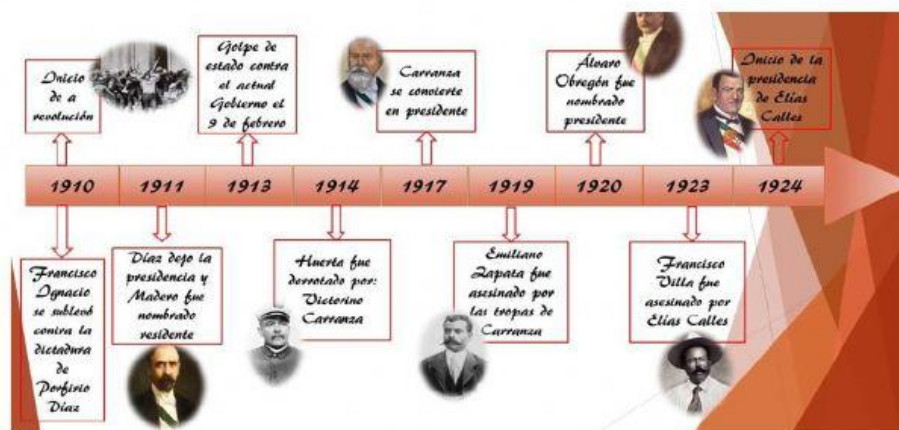 Inicio
de a
revolución
Golpe de
estado contra
el actual
Gobierno el
9 de febrero
Carranza
se convierte
en presidente
Álvaro
Obregón fue
nombrado
presidente
Inicio de la
presidencia
de Elías
Calles
1910 1911 1913 1914 1917 1919 1920 1923 1924
Francisco
Ignacio
se sublevó
contra la
dictadura
de
Porfirio
Díaz
Díaz dejo la
presidencia y
Madero fue
nombrado
residente
Huerta fue
derrotado por:
Victorino
Carranza
Emiliano
Zapata fue
asesinado por
las tropas de
Carranza
Francisco
Villa fue
asesinado por
Elías Calles